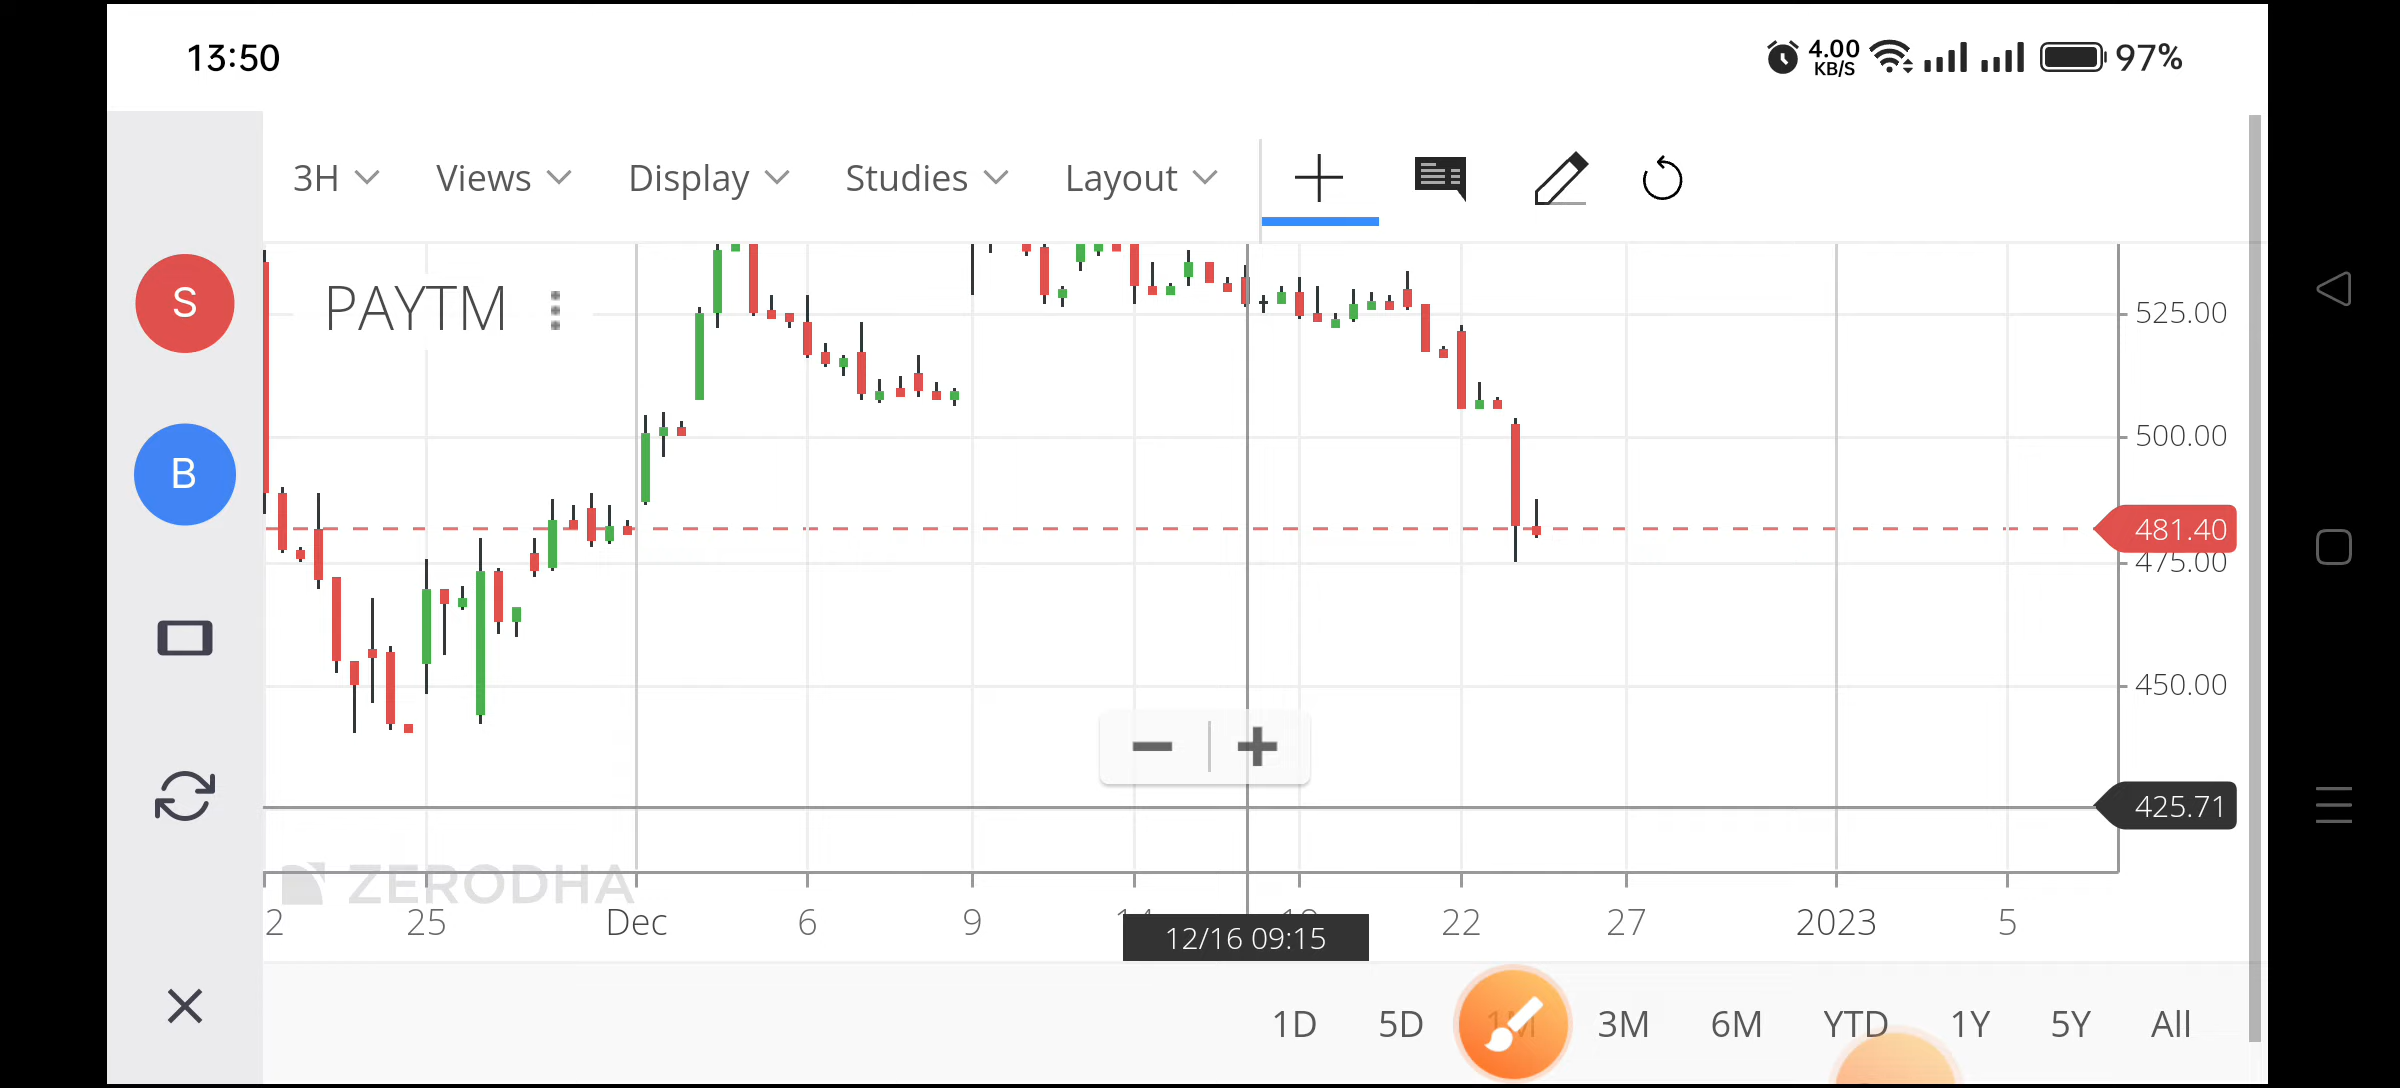 13:50
4.00
KB/S
97%
3H
Views
Display
Studies
Layout
S
PAYTM
525.00
B
500.00
481.40
475.00
450.00
425.71
ZERODHA
2
25
Dec
6
9
22
27
2023
5
12/16 09:15
1D
5D
1M
3M
6M
YTD
1Y
5Y
All